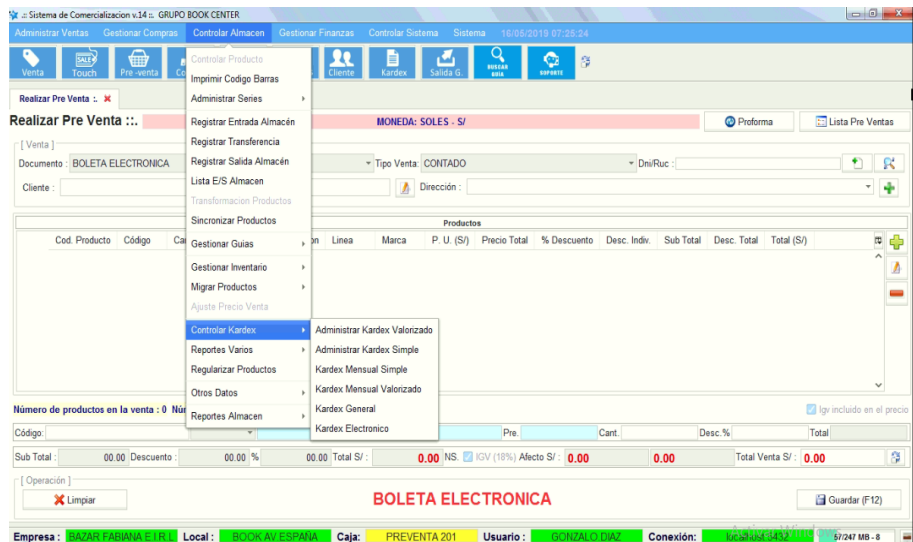 .:: Sistema de Comercializacion v.14 ::. GRUPO BOOK CENTER
Administrar Ventas Gestionar Compras Controlar Almacen Gestionar Finanzas Controlar Sistema Sistema 16/05/2019 07:25:24
Venta Touch Pre -venta Cliente Kardex Salida G. BUSCAR GUIA SOPORTE
Controlar Producto
Imprimir Codigo Barras
Administrar Series
Registrar Entrada Almacén
Registrar Transferencia
Registrar Salida Almacén
Lista E/S Almacen
Transformacion Productos
Sincronizar Productos
Gestionar Guias
Gestionar Inventario
Migrar Productos
Ajuste Precio Venta
Controlar Kardex
Reportes Varios
Regularizar Productos
Otros Datos
Reportes Almacen
Administrar Kardex Valorizado
Administrar Kardex Simple
Kardex Mensual Simple
Kardex Mensual Valorizado
Kardex General
Kardex Electronico
Realizar Pre Venta :.
Realizar Pre Venta ::. MONEDA: SOLES - S/ Proforma Lista Pre Ventas
[ Venta ]
Documento : BOLETA ELECTRONICA Tipo Venta: CONTADO Dni/Ruc :
Cliente : Dirección :
Productos
Cod. Producto Código Linea Marca P. U. (S/) Precio Total % Descuento Desc. Indiv. Sub Total Desc. Total Total (S/)
Número de productos en la venta : 0 Igv incluido en el precio
Código: Pre. Cant. Desc.% Total
Sub Total : 00.00 Descuento : 00.00 % 00.00 Total S/ : 0.00 NS. IGV (18%) Afecto S/ : 0.00 0.00 Total Venta S/ : 0.00
[ Operación ]
Limpiar BOLETA ELECTRONICA Guardar (F12)
Empresa : BAZAR FABIANA E.I.R.L Local : BOOK AV ESPAÑA Caja: PREVENTA 201 Usuario : GONZALO DIAZ Conexión: localhost:5432 57/247 MB - 8